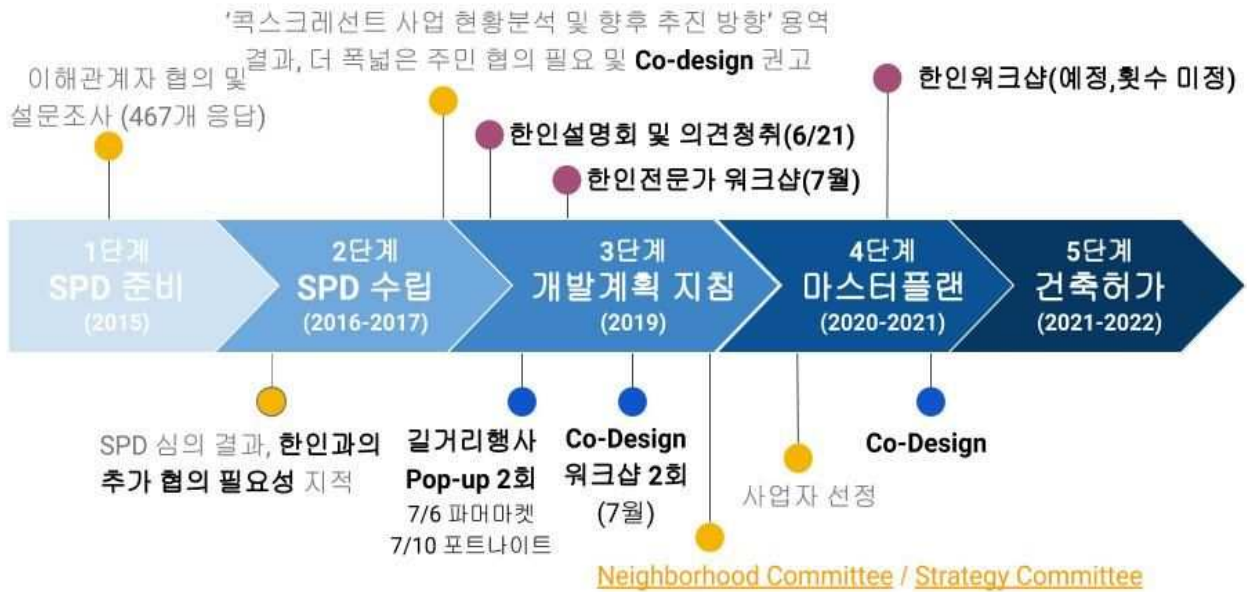 '콕스크레선트 사업 현황분석 및 향후 추진 방향' 용역
결과, 더 폭넓은 주민 협의 필요 및 Co-design 권고
이해관계자 협의 및
설문조사 (467개 응답)
한인워크샵(예정,횟수 미정)
한인설명회 및 의견청취(6/21)
한인전문가 워크샵(7월)
1단계
SPD 준비
(2015)
2단계
SPD 수립
(2016-2017)
3단계
개발계획 지침
(2019)
4단계
마스터플랜
(2020-2021)
5단계
건축허가
(2021-2022)
SPD 심의 결과, 한인과의
추가 협의 필요성 지적
길거리행사
Pop-up 2회
7/6 파머마켓
7/10 포트나이트
Co-Design
워크샵 2회
(7월)
사업자 선정
Co-Design
Neighborhood Committee / Strategy Committee